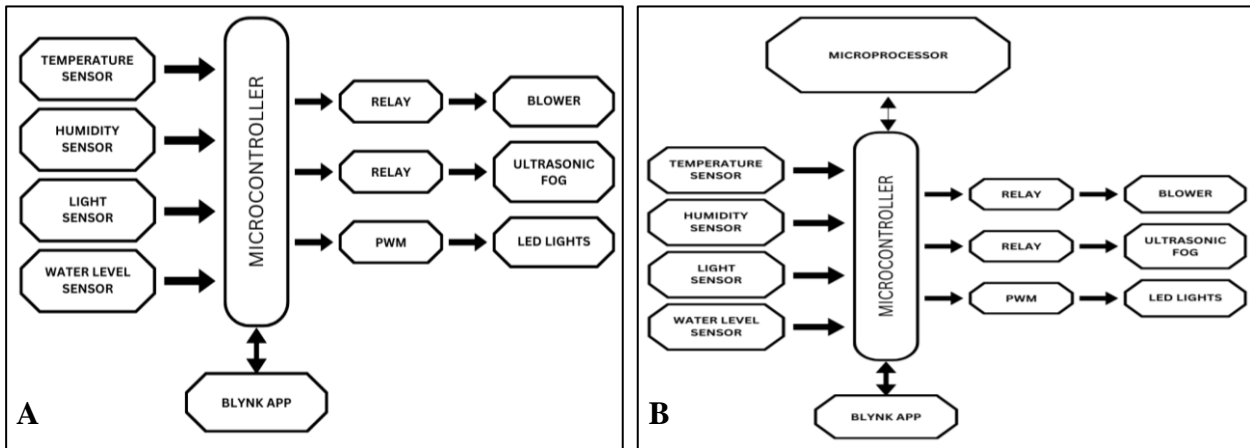 TEMPERATURE
SENSOR
HUMIDITY
SENSOR
LIGHT
SENSOR
WATER LEVEL
SENSOR
MICROCONTROLLER
RELAY
BLOWER
RELAY
ULTRASONIC
FOG
PWM
LED LIGHTS
BLYNK APP
A
MICROPROCESSOR
TEMPERATURE
SENSOR
HUMIDITY
SENSOR
LIGHT
SENSOR
WATER LEVEL
SENSOR
MICROCONTROLLER
RELAY
BLOWER
RELAY
ULTRASONIC
FOG
PWM
LED LIGHTS
BLYNK APP
B